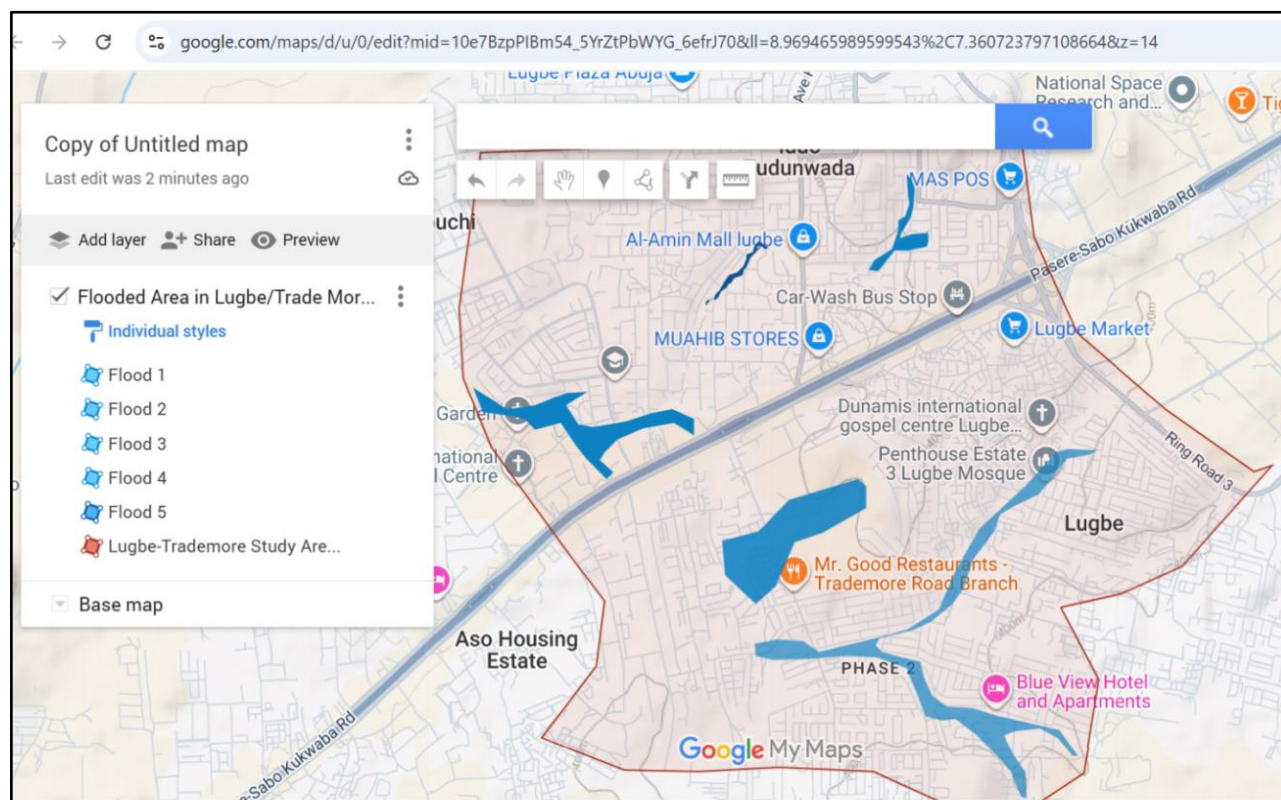 google.com/maps/d/u/0/edit?mid=10e7BzpPIBm54_5YrZtPbWYG_6efrJ70&ll=8.969465989599543%2C7.360723797108664&z=14
Lugbe Plaza Abuja
Ave
National Space
Research and...
Copy of Untitled map
Last edit was 2 minutes ago
udunwada
MAS POS
Add layer
Share
Preview
uchi
Al-Amin Mall lugbe
Pasere-Sabo Kukwaba Rd
Flooded Area in Lugbe/Trade Mor...
Car-Wash Bus Stop
Individual styles
MUAHIB STORES
Lugbe Market
Flood 1
Flood 2
Flood 3
Flood 4
Flood 5
Lugbe-Trademore Study Are...
Garden
Dunamis international
gospel centre Lugbe...
national
l Centre
Penthouse Estate
3 Lugbe Mosque
Ring Road 3
Lugbe
Mr. Good Restaurants -
Trademore Road Branch
Base map
Aso Housing
Estate
PHASE 2
Blue View Hotel
and Apartments
Google My Maps
-Sabo Kukwaba Rd